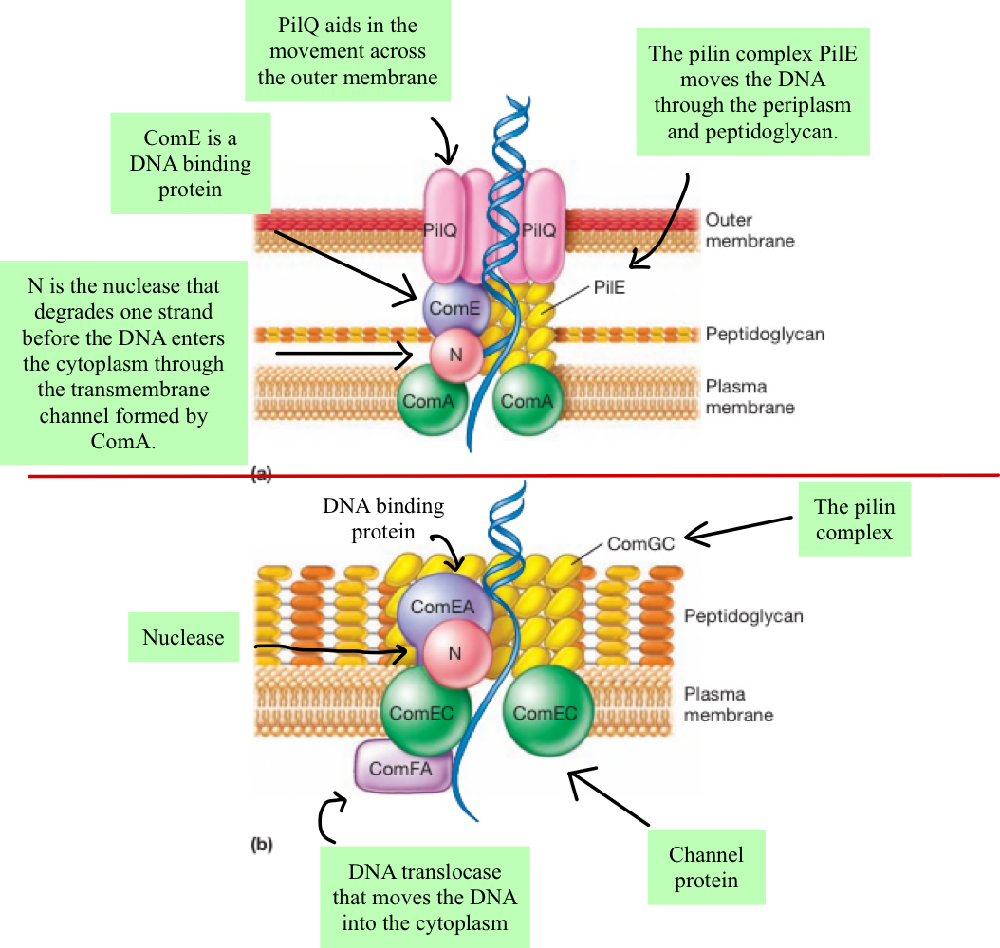 PilQ aids in the
movement across
the outer membrane
The pilin complex PilE
moves the DNA
through the periplasm
and peptidoglycan.
ComE is a
DNA binding
protein
PilQ
PilQ
Outer
membrane
N is the nuclease that
degrades one strand
before the DNA enters
the cytoplasm through
the transmembrane
channel formed by
ComA.
PilE
ComE
Peptidoglycan
N
ComA
ComA
Plasma
membrane
(a)
DNA binding
protein
The pilin
complex
ComGC
ComEA
Peptidoglycan
Nuclease
N
ComEC
ComEC
Plasma
membrane
ComFA
(b)
Channel
protein
DNA translocase
that moves the DNA
into the cytoplasm